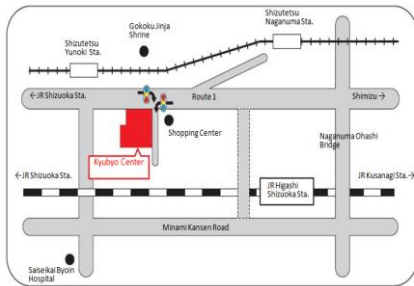 Shizutetsu
Naganuma Sta.
Gokoku Jinja
Shrine
Shizutetsu
Yunoki Sta.
←JR Shizuoka Sta.
Route 1
Shimizu→
Shopping Center
Naganuma Ohashi
Bridge
Kyubyo Center
←JR Shizuoka Sta.
JR Higashi
Shizuoka Sta.
JR Kusanagi Sta.→
Minami Kansen Road
Saiseikai Byoin
Hospital